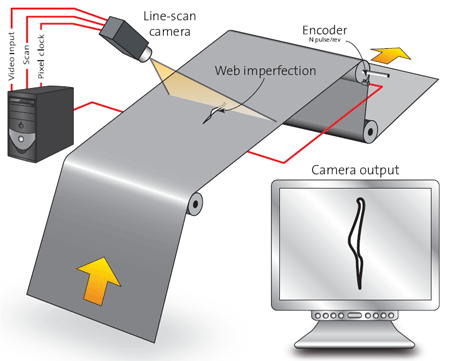 Line-scan
camera
Encoder
N pulse/rev
Video input
Scan
Pixel clock
Web imperfection
Camera output